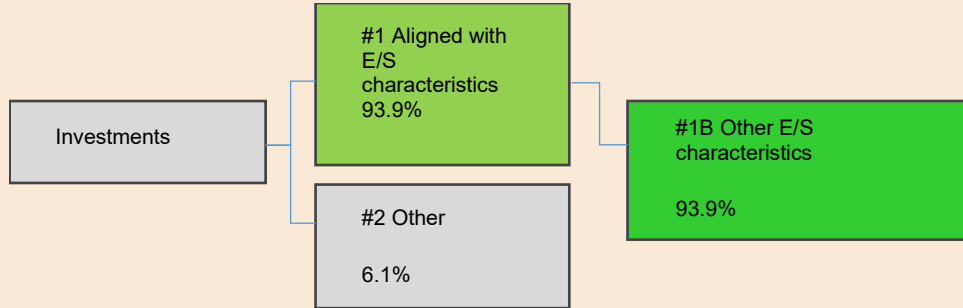 Investments
#1 Aligned with
E/S
characteristics
93.9%
#2 Other
6.1%
#1B Other E/S
characteristics
93.9%